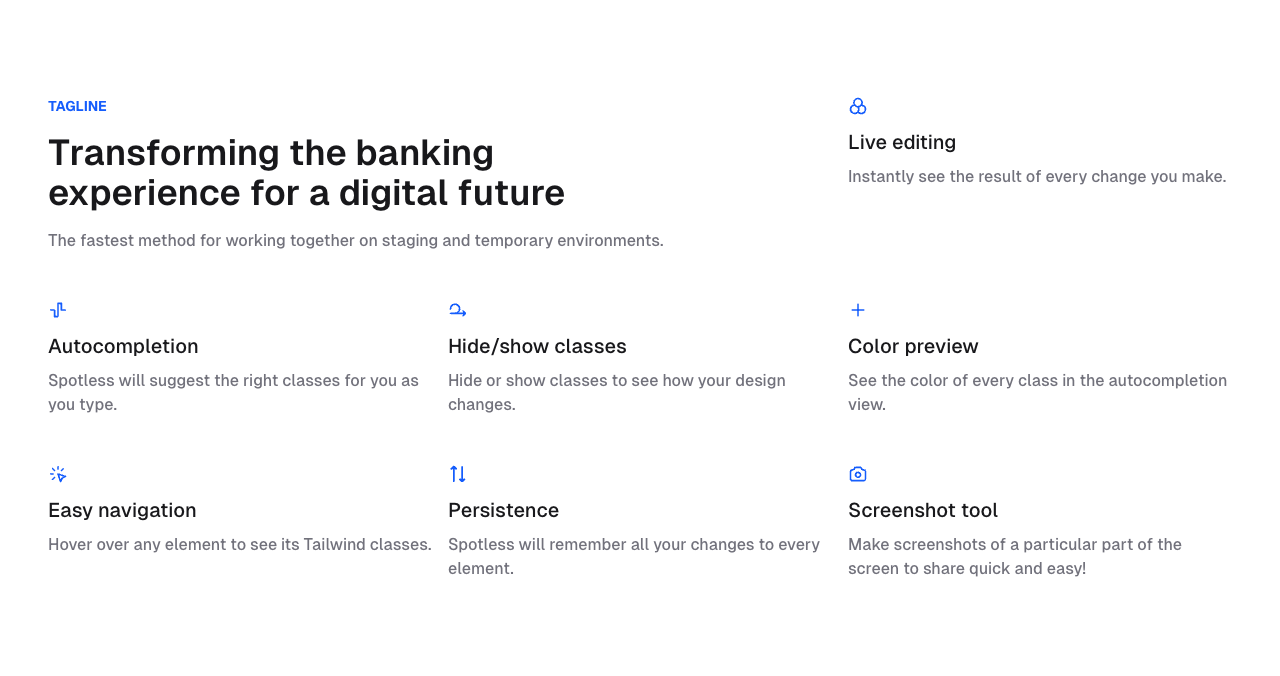 TAGLINE
Transforming the banking
experience for a digital future
The fastest method for working together on staging and temporary environments.
Live editing
Instantly see the result of every change you make.
Autocompletion
Spotless will suggest the right classes for you as
you type.
Hide/show classes
Hide or show classes to see how your design
changes.
Color preview
See the color of every class in the autocompletion
view.
Easy navigation
Hover over any element to see its Tailwind classes.
Persistence
Spotless will remember all your changes to every
element.
Screenshot tool
Make screenshots of a particular part of the
screen to share quick and easy!